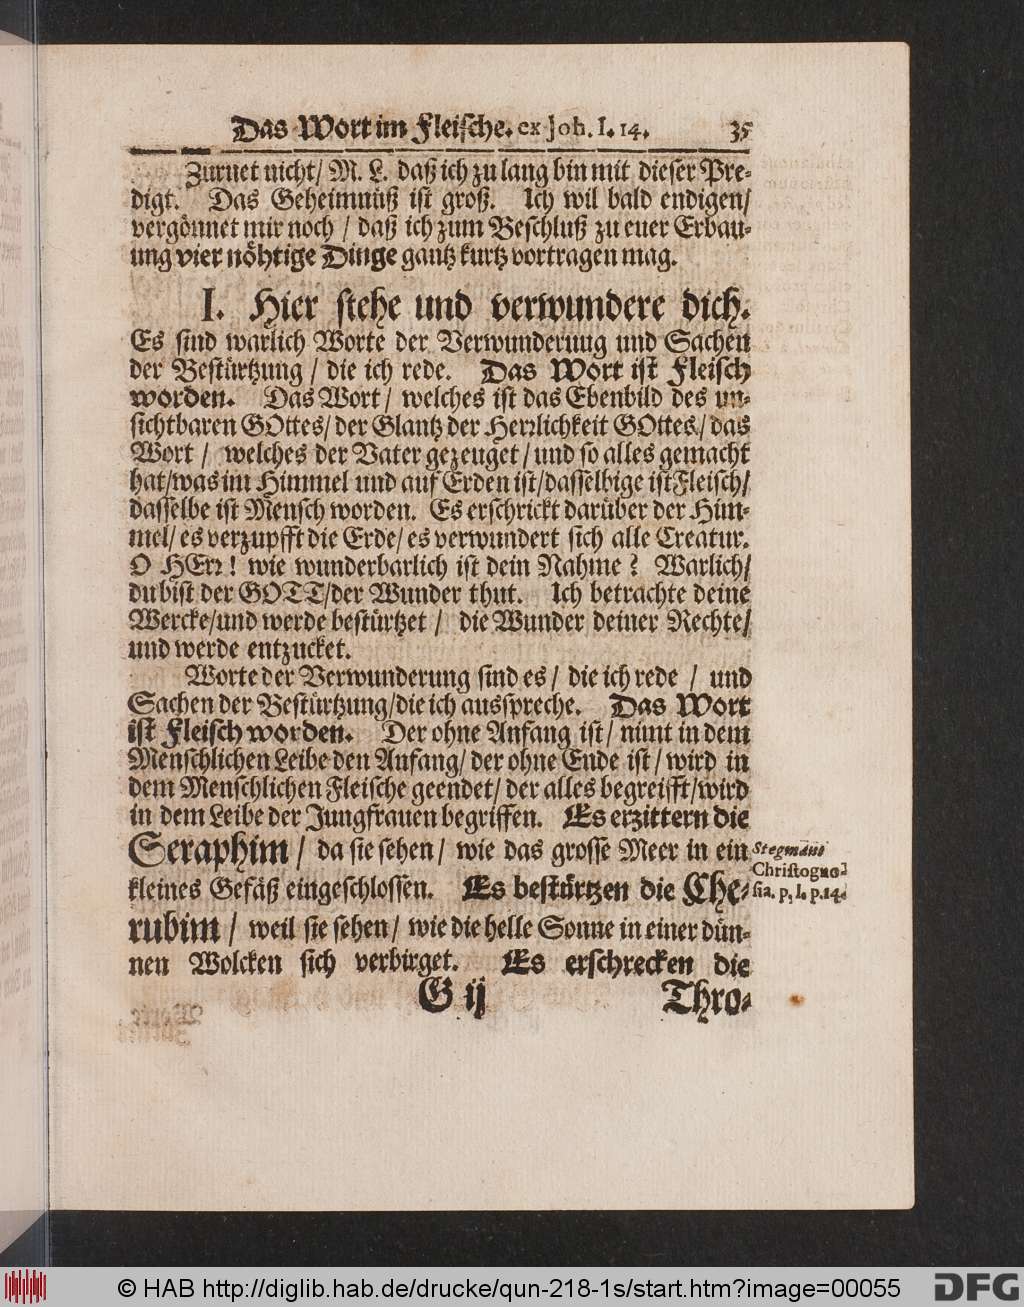 Das Wort im Fleische. ex Joh. I. 14. 35
Zürnet nicht/ M. L. daß ich zu lang bin mit dieser Pre-
digt. Das Geheimnüß ist groß. Ich wil bald endigen/
vergönnet mir noch / daß ich zum Beschluß zu euer Erbau-
ung vier nöhtige Dinge gantz kurtz vortragen mag.
I. Hier stehe und verwundere dich.
Es sind warlich Worte der Verwunderuug und Sachen
der Bestürtzung / die ich rede. Das Wort ist Fleisch
worden. Das Wort / welches ist das Ebenbild des un-
sichtbaren GOttes/ der Glantz der Herrlichkeit GOttes/ das
Wort / welches der Vater gezeuget / und so alles gemacht
hat/was im Himmel und auf Erden ist/dasselbige ist Fleisch/
dasselbe ist Mensch worden. Es erschrickt darüber der Him-
mel/ es verzupfft die Erde/ es verwundert sich alle Creatur.
O HErr! wie wunderbarlich ist dein Nahme? Warlich/
du bist der GOTT/der Wunder thut. Ich betrachte deine
Wercke/und werde bestürtzet / die Wunder deiner Rechte/
und werde entzucket.
Worte der Verwunderung sind es / die ich rede / und
Sachen der Bestürtzung/die ich ausspreche. Das Wort
ist Fleisch worden. Der ohne Anfang ist / nimt in dem
Menschlichen Leibe den Anfang/ der ohne Ende ist / wird in
dem Menschlichen Fleische geendet/ der alles begreifft/wird
in dem Leibe der Jungfrauen begriffen. Es erzittern die
Seraphim / da sie sehen / wie das grosse Meer in ein
kleines Gefäß eingeschlossen. Es bestürtzen die Che-
rubim / weil sie sehen / wie die helle Sonne in einer dün-
nen Wolcken sich verbirget. Es erschrecken die
Stegmãns
Christogno-
sia. p, I. p. 14.
G ij Thro-
© HAB http://diglib.hab.de/drucke/qun-218-1s/start.htm?image=00055
DFG